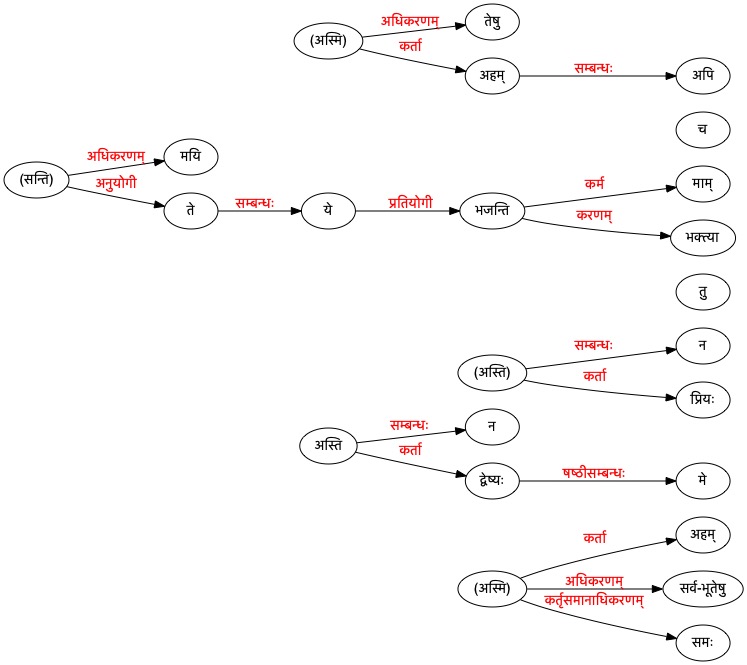 अधिकरणम् तेषु
(अस्मि)
कर्ता
अहम् सम्बन्धः अपि
च
अधिकरणम् मयि
(सन्ति)
अनुयोगी
ते सम्बन्धः ये प्रतियोगी भजन्ति
कर्म माम्
करणम्
भक्त्या
तु
सम्बन्धः न
(अस्ति)
कर्ता
प्रियः
सम्बन्धः न
अस्ति
कर्ता
द्वेष्यः षष्ठीसम्बन्धः मे
कर्ता अहम्
(अस्मि) अधिकरणम् सर्व-भूतेषु
कर्तृसमानाधिकरणम्
समः